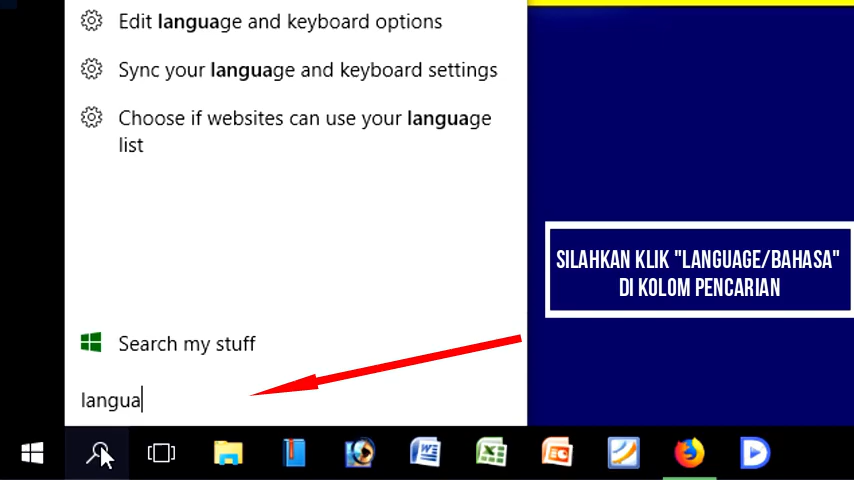 Edit language and keyboard options
Sync your language and keyboard settings
Choose if websites can use your language
list
SILAHKAN KLIK "LANGUAGE/BAHASA"
DI KOLOM PENCARIAN
Search my stuff
langua